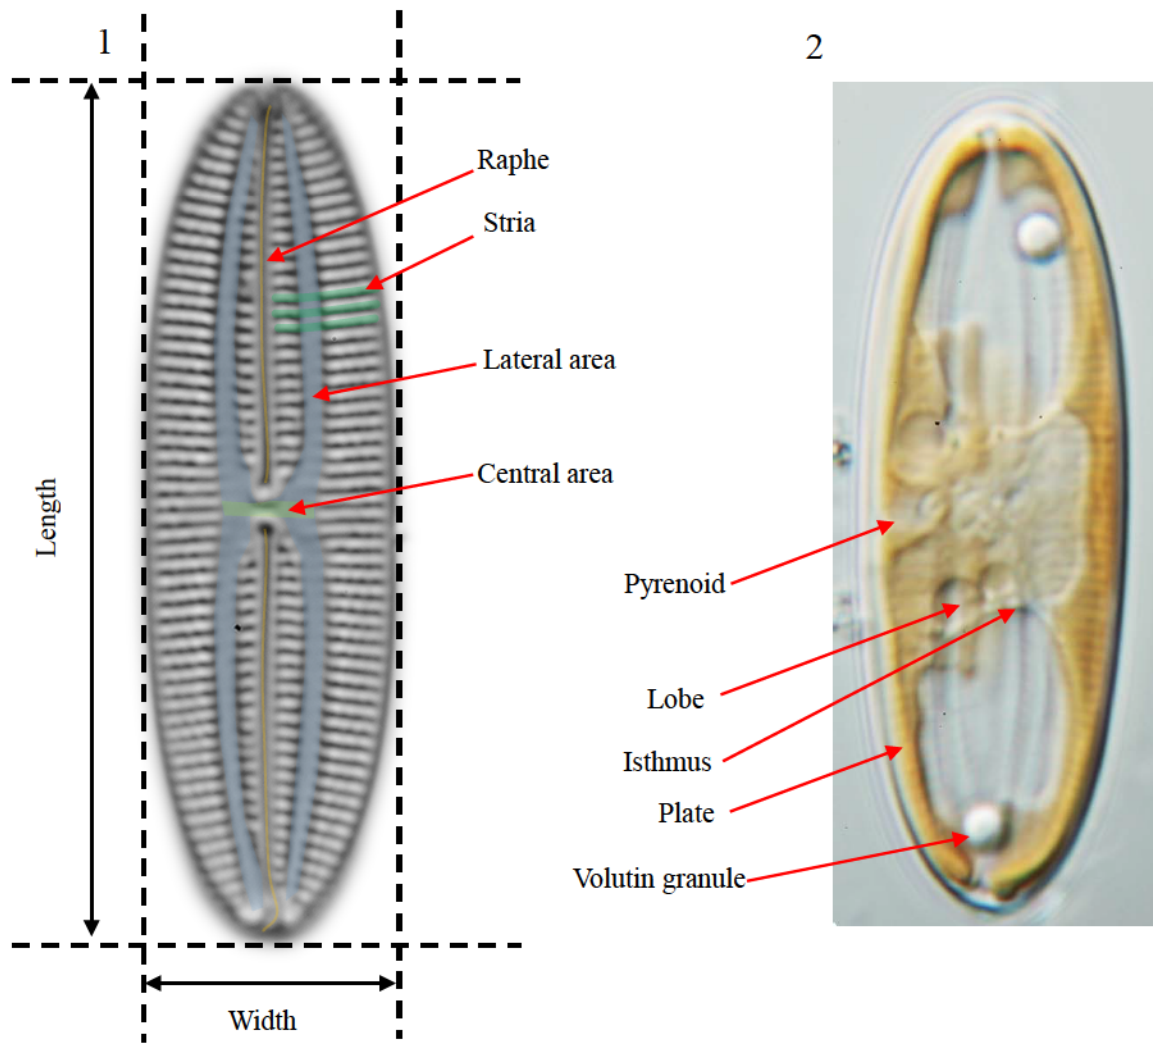 1
2
Raphe
Stria
Lateral area
Central area
Length
Width
Pyrenoid
Lobe
Isthmus
Plate
Volutin granule